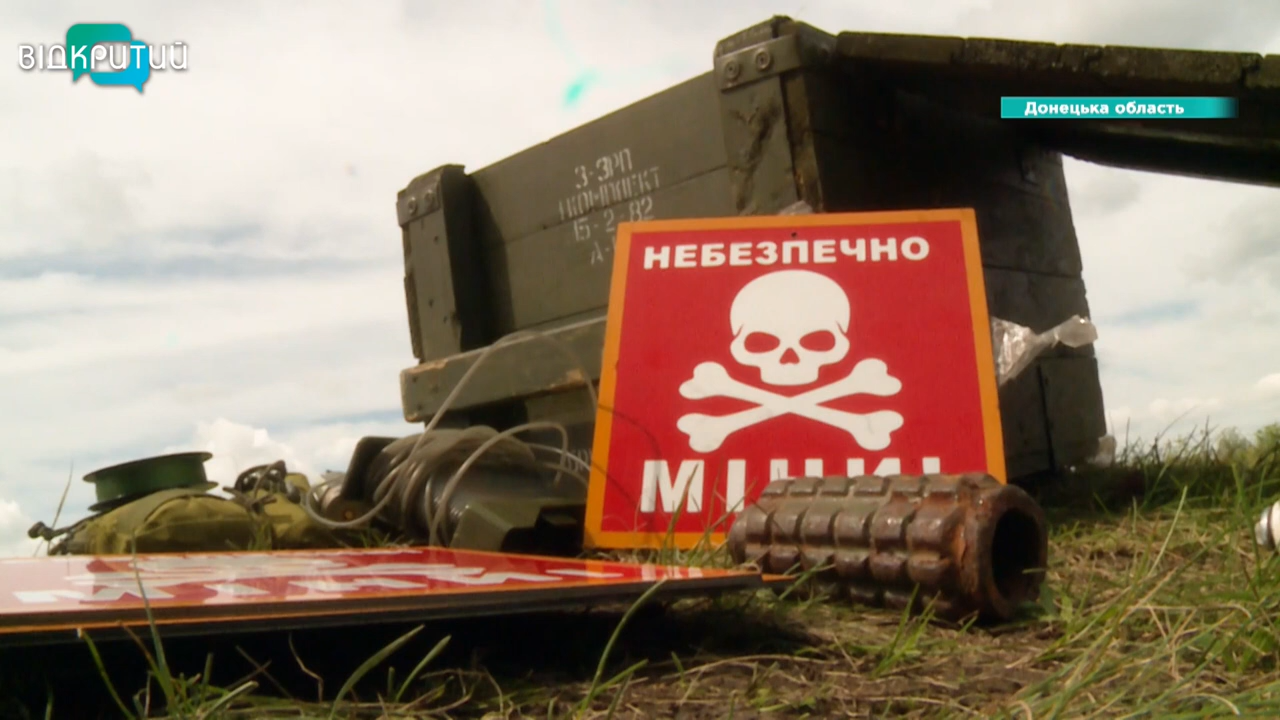 ВІДКРИТИЙ
Донецька область
3-ЗРП
КОМПЛЕКТ
15-2-82
НЕБЕЗПЕЧНО
МІНИ!